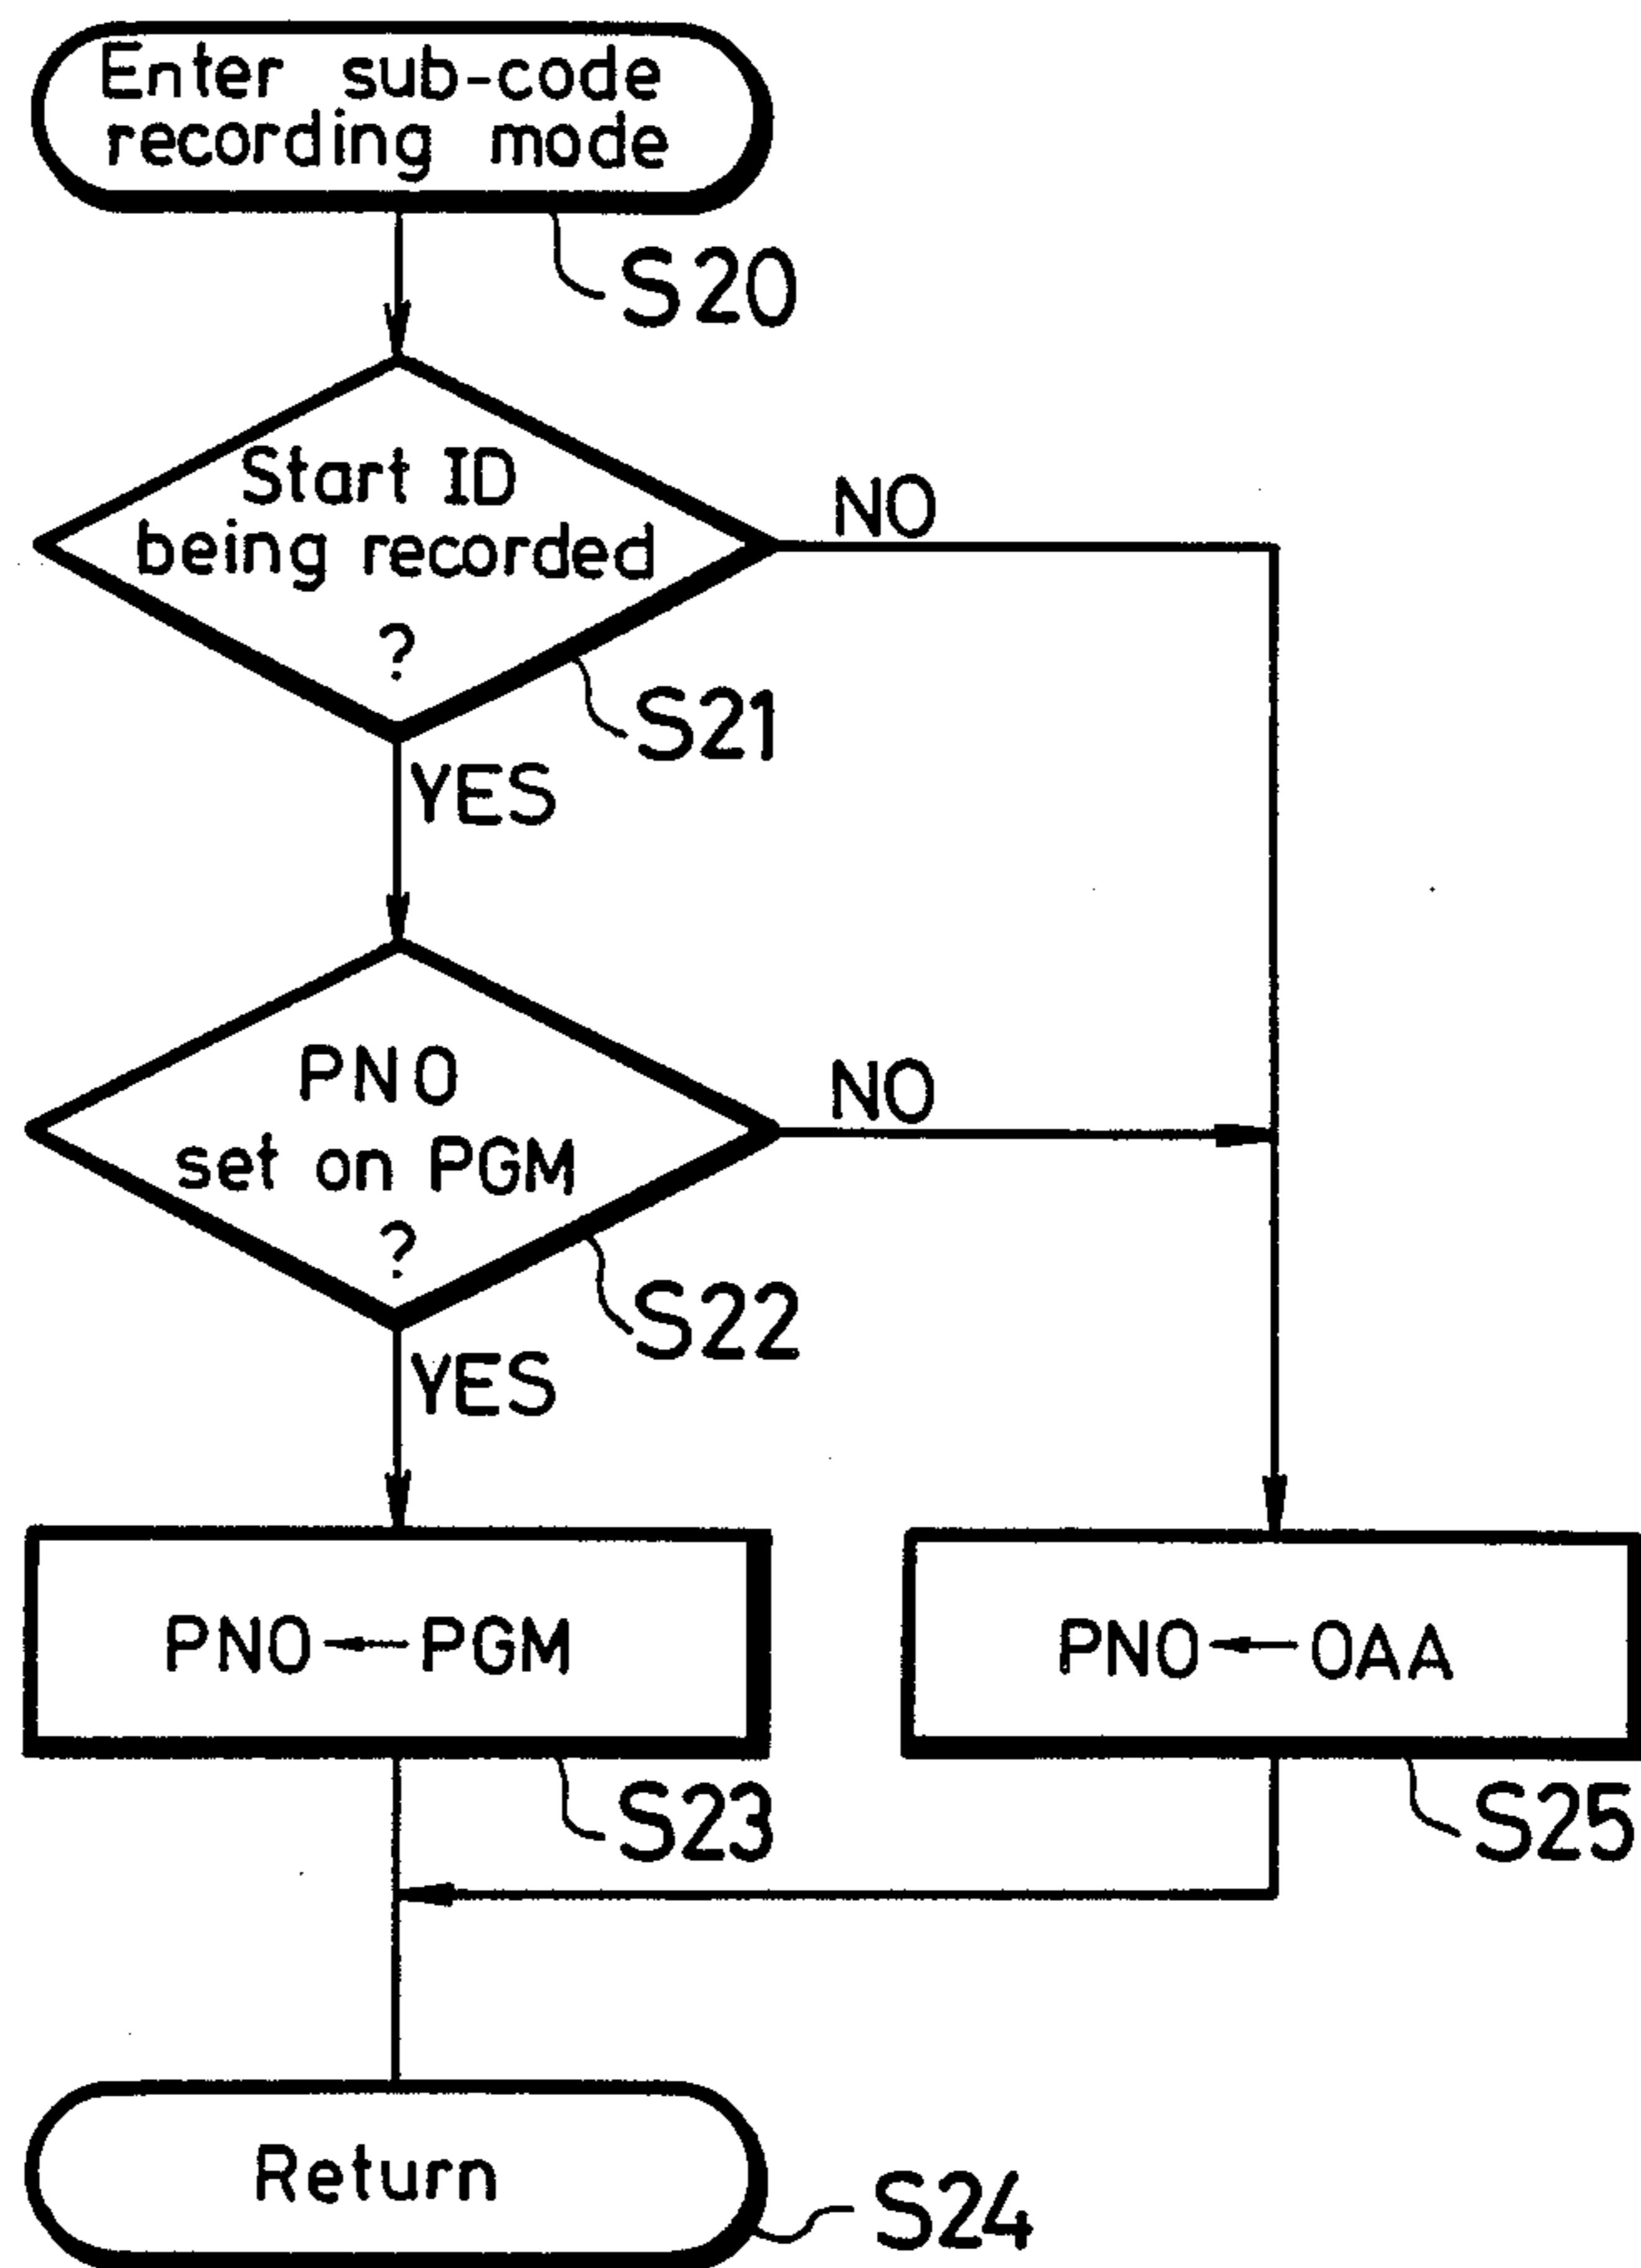 Enter sub-code
recording mode
S20
Start ID
being recorded
?
NO
S21
YES
PNO
set on PGM
?
NO
S22
YES
PNO←PGM
PNO←OAA
S23
S25
Return
S24